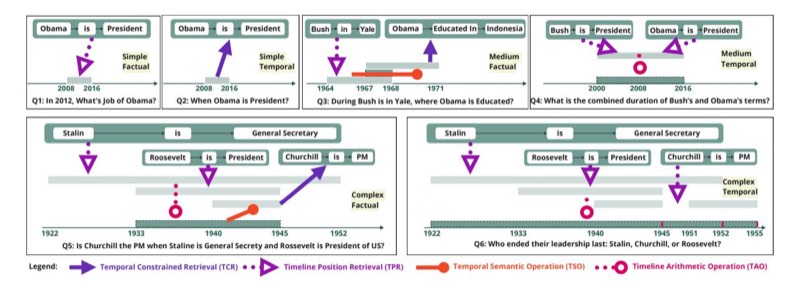 Obama is President
Simple
Factual
2008 2016
Q1: In 2012, What's Job of Obama?
Obama is President
Simple
Temporal
2008 2016
Q2: When Obama is President?
Bush in Yale Obama Educated In Indonesia
Medium
Factual
1964 1967 1968 1971
Q3: During Bush is in Yale, where Obama is Educated?
Bush is President Obama is President
Medium
Temporal
2000 2008 2016
Q4: What is the combined duration of Bush's and Obama's terms?
Stalin is General Secretary
Roosevelt is President Churchill is PM
Complex
Factual
1922 1933 1940 1945 1952
Q5: Is Churchill the PM when Staline is General Secrety and Rossevelt is President of US?
Stalin is General Secretary
Roosevelt is President Churchill is PM
Complex
Temporal
1922 1933 1940 1945 1951 1952 1955
Q6: Who ended their leadership last: Stalin, Churchill, or Roosevelt?
Legend: Temporal Constrained Retrieval (TCR) Timeline Position Retrieval (TPR) Temporal Semantic Operation (TSO) Timeline Arithmetic Operation (TAO)